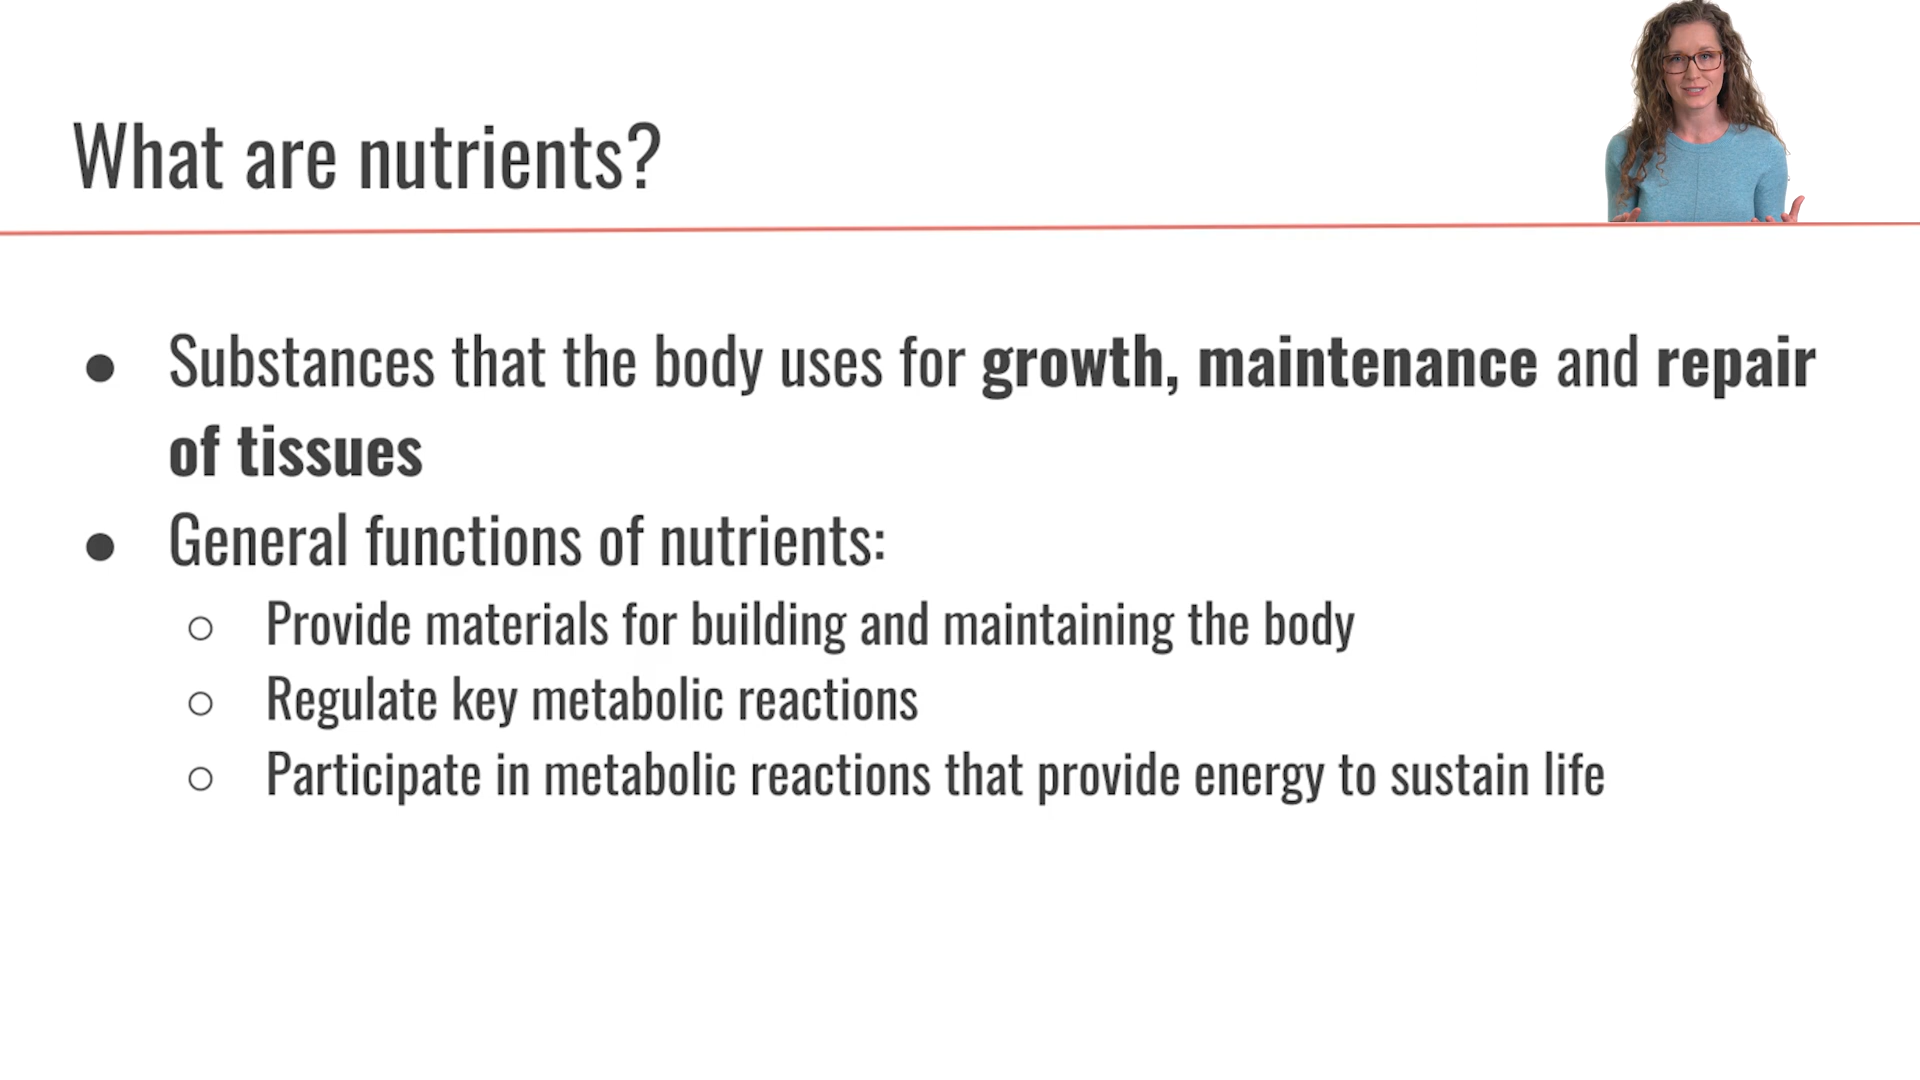 What are nutrients?
● Substances that the body uses for growth, maintenance and repair
of tissues
● General functions of nutrients:
○ Provide materials for building and maintaining the body
○ Regulate key metabolic reactions
○ Participate in metabolic reactions that provide energy to sustain life